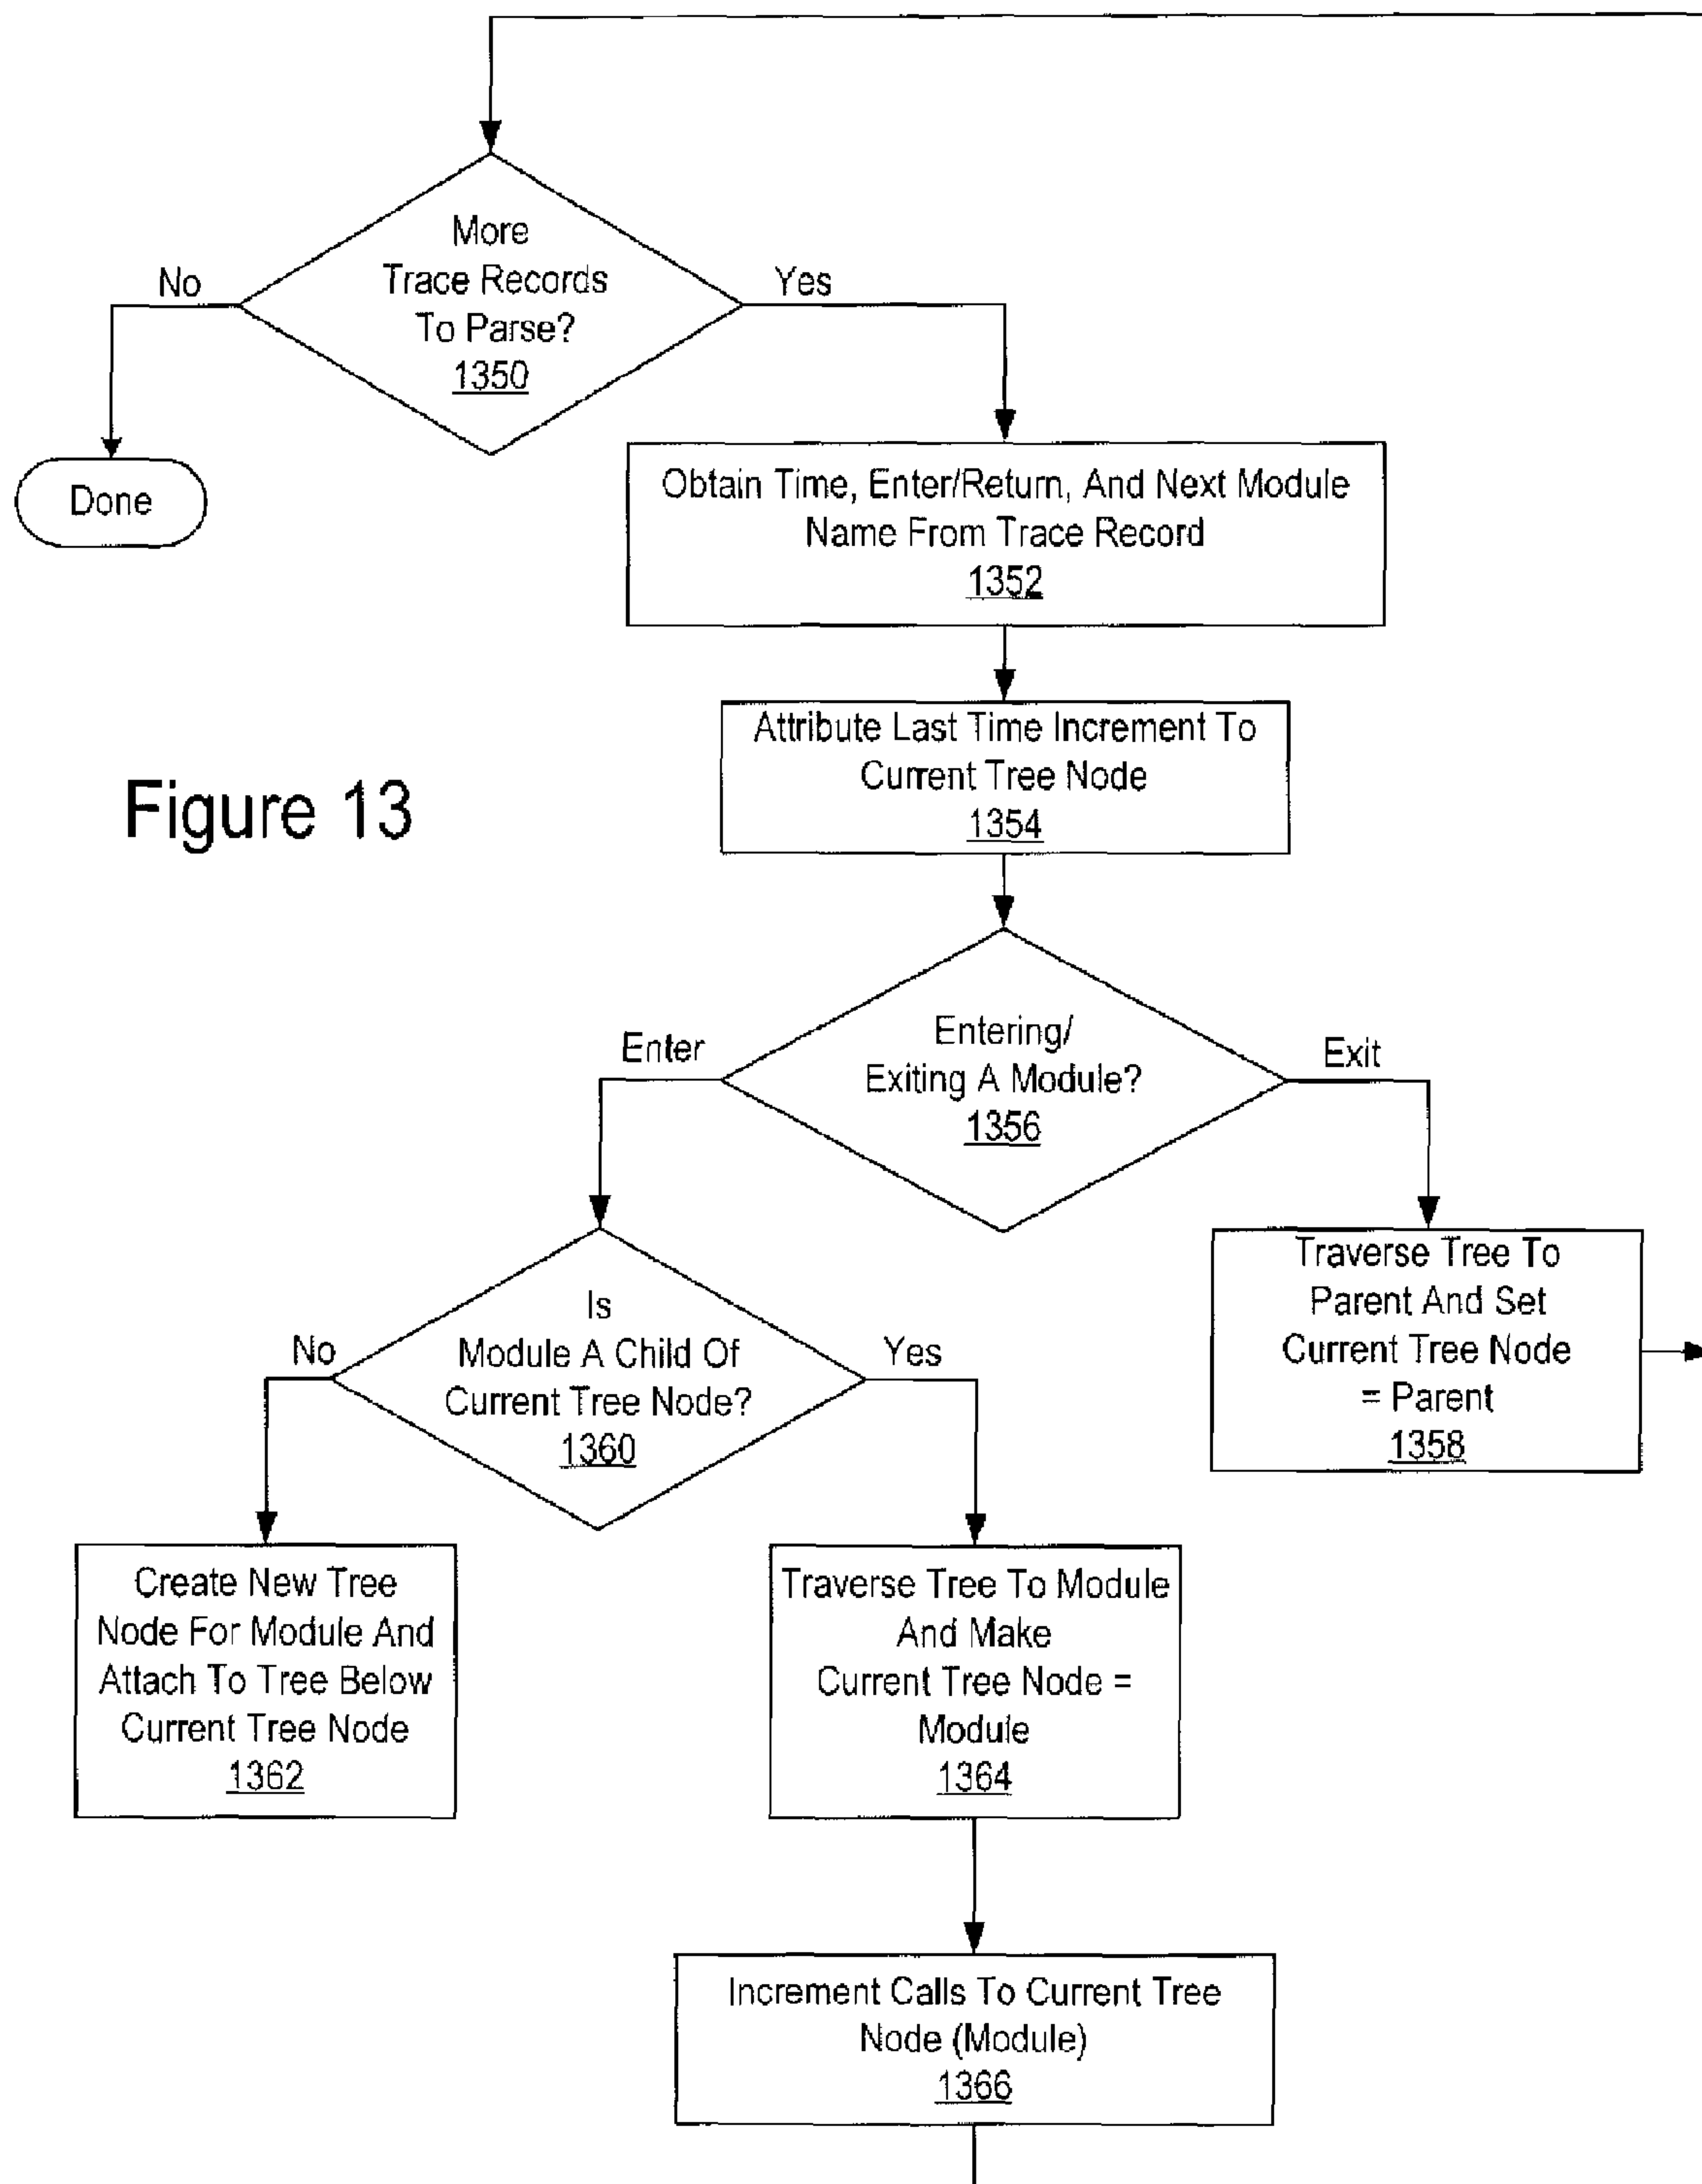 More
Trace Records
To Parse?
1350
No
Yes
Done
Obtain Time, Enter/Return, And Next Module
Name From Trace Record
1352
Attribute Last Time Increment To
Current Tree Node
1354
Figure 13
Entering/
Exiting A Module?
1356
Enter
Exit
Traverse Tree To
Parent And Set
Current Tree Node
= Parent
1358
Is
Module A Child Of
Current Tree Node?
1360
No
Yes
Create New Tree
Node For Module And
Attach To Tree Below
Current Tree Node
1362
Traverse Tree To Module
And Make
Current Tree Node =
Module
1364
Increment Calls To Current Tree
Node (Module)
1366